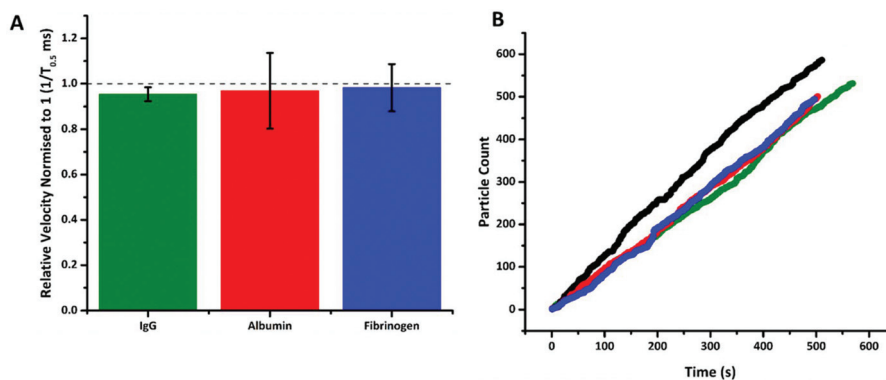 A
Relative Velocity Normised to 1 (1/T0.5 ms)
1.2
1.0
0.8
0.6
0.4
0.2
0.0
IgG Albumin Fibrinogen
B
Particle Count
600
500
400
300
200
100
0
0 100 200 300 400 500 600
Time (s)